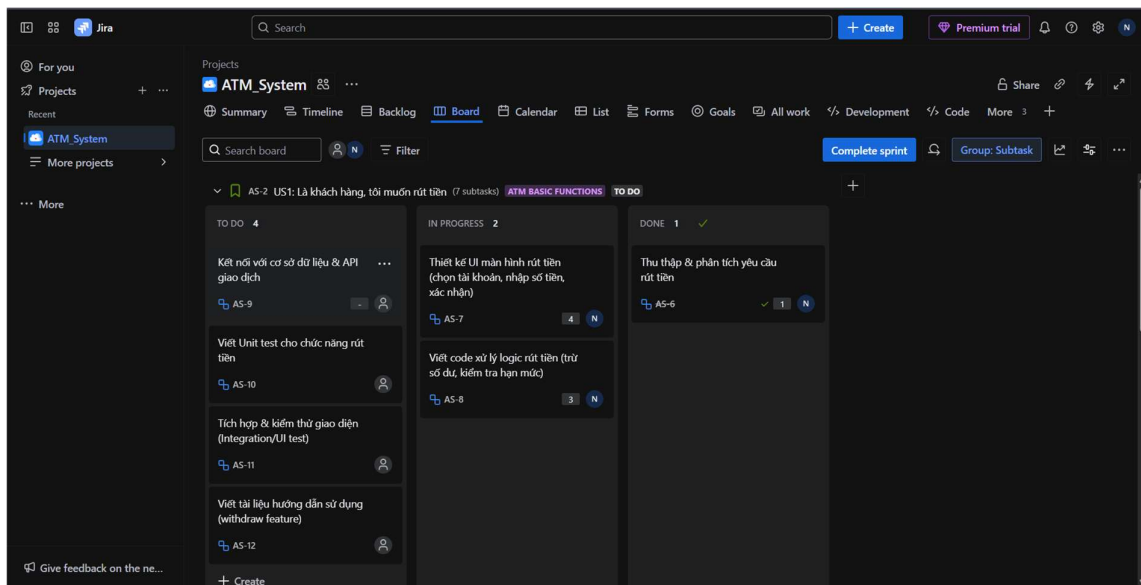 Jira
Search
+ Create
Premium trial
N
For you
Projects
Recent
ATM_System
More projects
More
Give feedback on the ne...
Projects
ATM_System
Share
Summary
Timeline
Backlog
Board
Calendar
List
Forms
Goals
All work
Development
Code
More 3
Search board
N
Filter
Complete sprint
Group: Subtask
AS-2 US1: Là khách hàng, tôi muốn rút tiền (7 subtasks) ATM BASIC FUNCTIONS TO DO
TO DO 4
Kết nối với cơ sở dữ liệu & API
giao dịch
AS-9 -
Viết Unit test cho chức năng rút
tiền
AS-10
Tích hợp & kiểm thử giao diện
(Integration/UI test)
AS-11
Viết tài liệu hướng dẫn sử dụng
(withdraw feature)
AS-12
+ Create
IN PROGRESS 2
Thiết kế UI màn hình rút tiền
(chọn tài khoản, nhập số tiền,
xác nhận)
AS-7 4 N
Viết code xử lý logic rút tiền (trừ
số dư, kiểm tra hạn mức)
AS-8 3 N
DONE 1
Thu thập & phân tích yêu cầu
rút tiền
AS-6 1 N